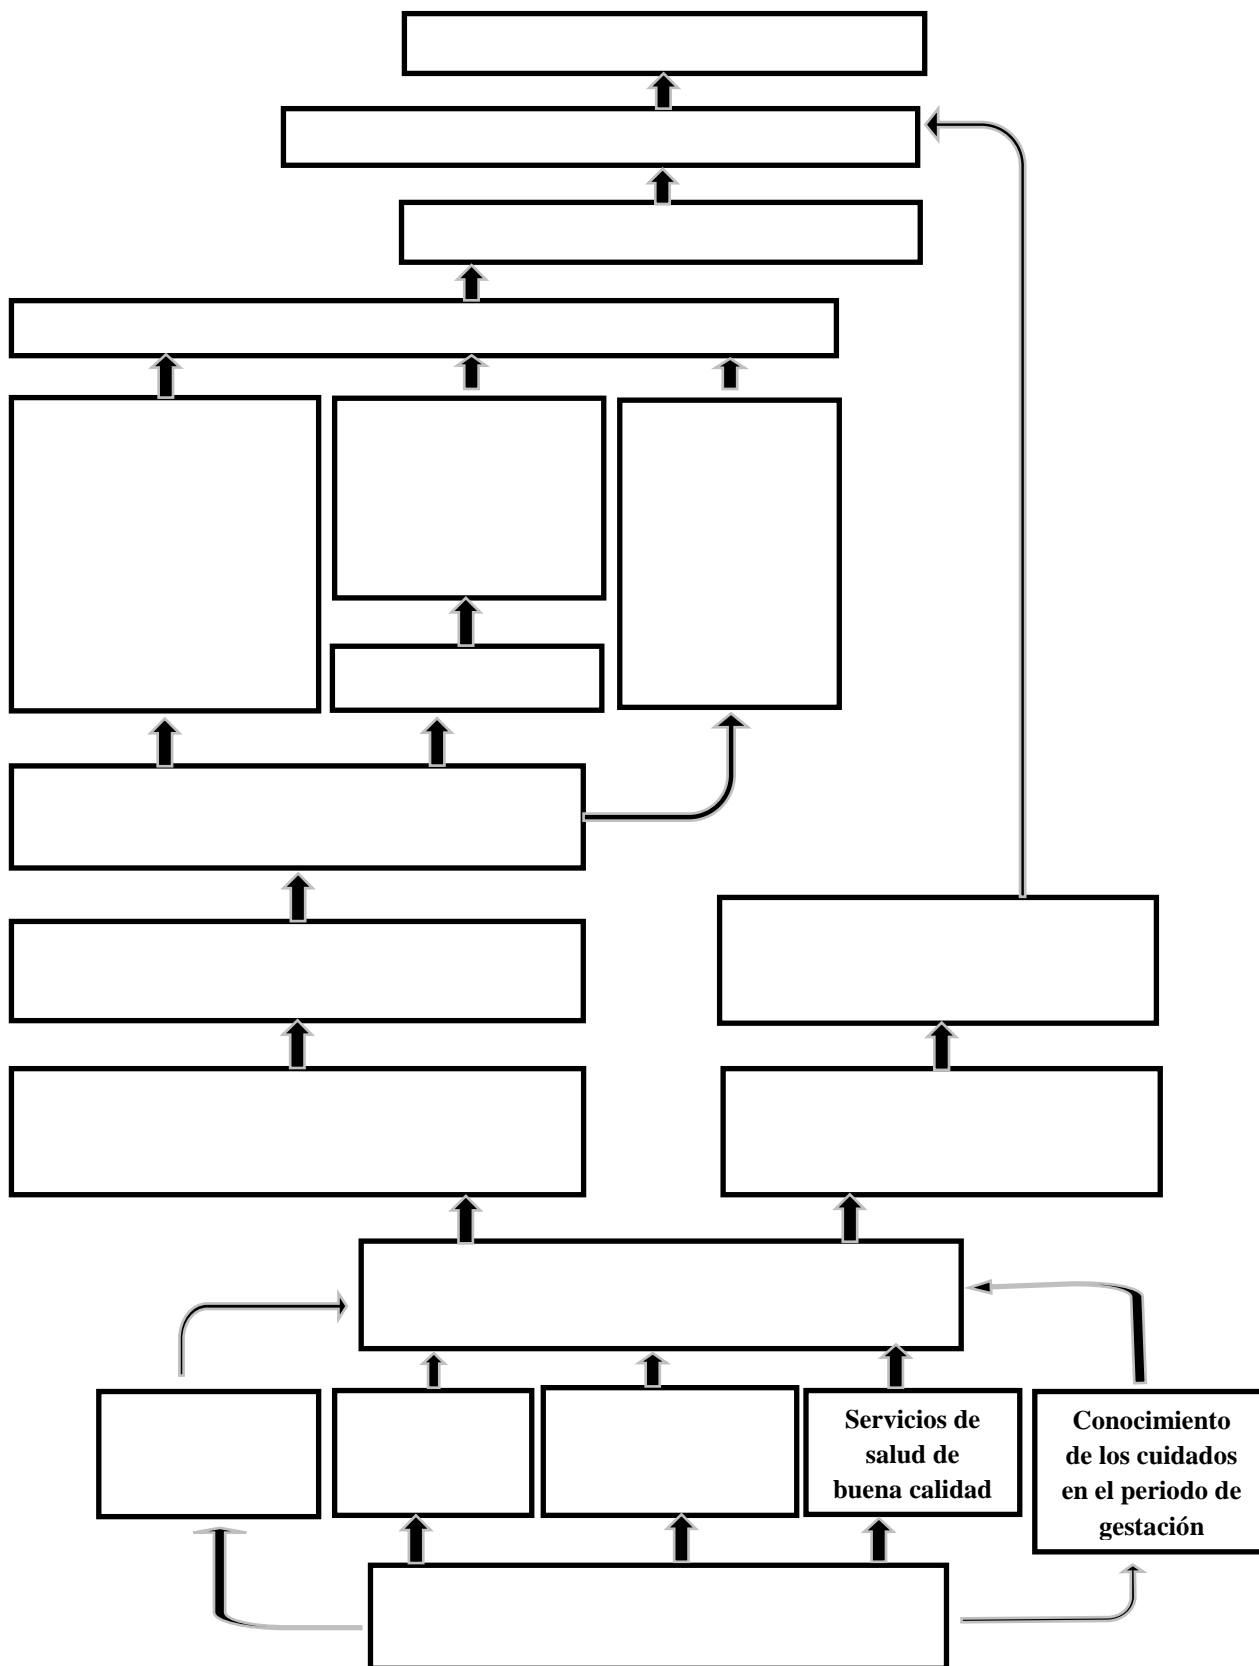 Servicios de
salud de
buena calidad
Conocimiento
de los cuidados
en el periodo de
gestación